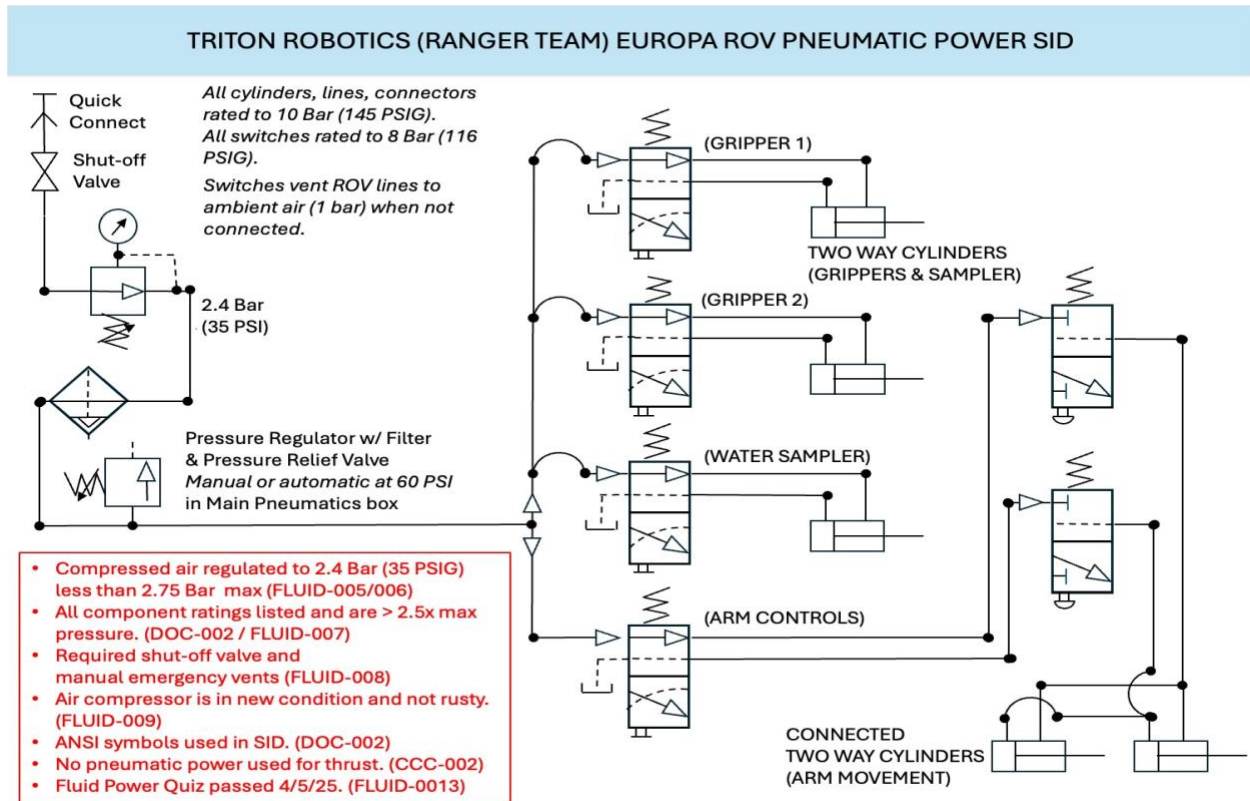 TRITON ROBOTICS (RANGER TEAM) EUROPA ROV PNEUMATIC POWER SID
Quick
Connect
Shut-off
Valve
All cylinders, lines, connectors
rated to 10 Bar (145 PSIG).
All switches rated to 8 Bar (116
PSIG).
Switches vent ROV lines to
ambient air (1 bar) when not
connected.
2.4 Bar
(35 PSI)
Pressure Regulator w/ Filter
& Pressure Relief Valve
Manual or automatic at 60 PSI
in Main Pneumatics box
(GRIPPER 1)
TWO WAY CYLINDERS
(GRIPPERS & SAMPLER)
(GRIPPER 2)
(WATER SAMPLER)
(ARM CONTROLS)
CONNECTED
TWO WAY CYLINDERS
(ARM MOVEMENT)
• Compressed air regulated to 2.4 Bar (35 PSIG)
less than 2.75 Bar max (FLUID-005/006)
• All component ratings listed and are > 2.5x max
pressure. (DOC-002 / FLUID-007)
• Required shut-off valve and
manual emergency vents (FLUID-008)
• Air compressor is in new condition and not rusty.
(FLUID-009)
• ANSI symbols used in SID. (DOC-002)
• No pneumatic power used for thrust. (CCC-002)
• Fluid Power Quiz passed 4/5/25. (FLUID-0013)